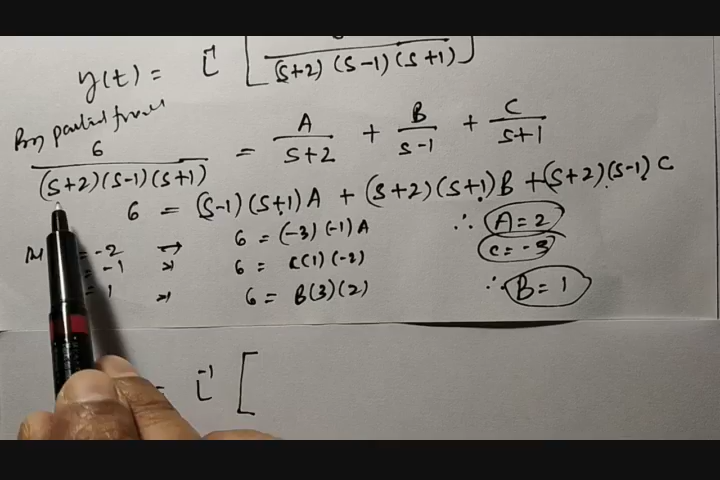 y(t) = L⁻¹ [ 6 / (s+2)(s-1)(s+1) ]
By partial
6 / (s+2)(s-1)(s+1) = A / s+2 + B / s-1 + C / s+1
6 = (s-1)(s+1)A + (s+2)(s+1)B + (s+2)(s-1)C
= -2 → 6 = (-3)(-1)A ∴ A = 2
= -1 → 6 = C(1)(-2) C = -3
= 1 → 6 = B(3)(2) ∴ B = 1
= L⁻¹ [